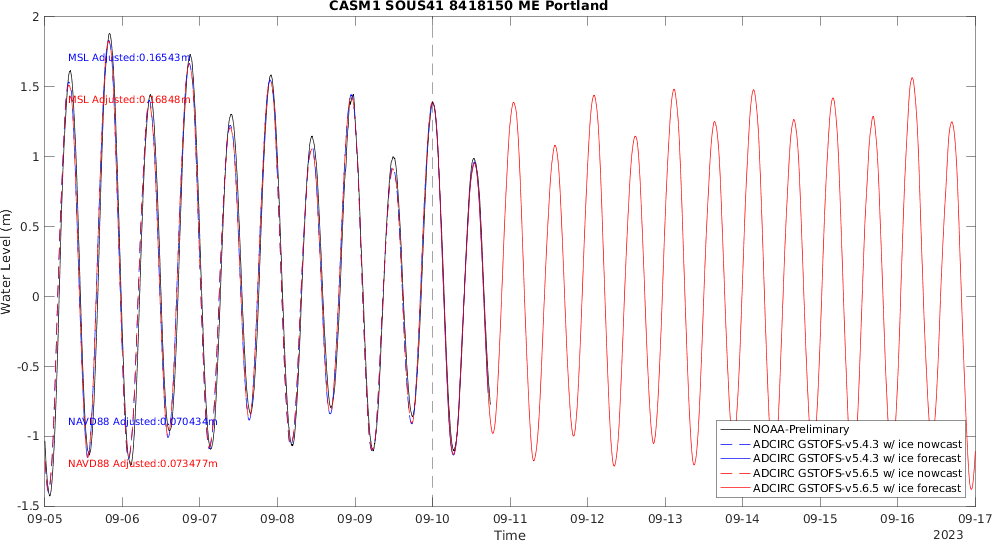 CASM1 SOUS41 8418150 ME Portland
2
1.5
1
0.5
0
-0.5
-1
-1.5
Water Level (m)
MSL Adjusted:0.16543m
MSL Adjusted:0.16848m
NAVD88 Adjusted:0.070434m
NAVD88 Adjusted:0.073477m
NOAA-Preliminary
ADCIRC GSTOFS-v5.4.3 w/ ice nowcast
ADCIRC GSTOFS-v5.4.3 w/ ice forecast
ADCIRC GSTOFS-v5.6.5 w/ ice nowcast
ADCIRC GSTOFS-v5.6.5 w/ ice forecast
09-05 09-06 09-07 09-08 09-09 09-10 09-11 09-12 09-13 09-14 09-15 09-16 09-17
Time
2023